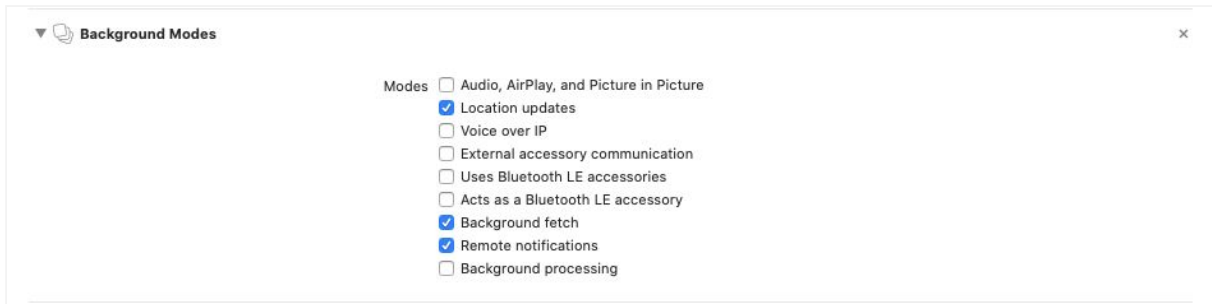 Background Modes
Modes Audio, AirPlay, and Picture in Picture
Location updates
Voice over IP
External accessory communication
Uses Bluetooth LE accessories
Acts as a Bluetooth LE accessory
Background fetch
Remote notifications
Background processing